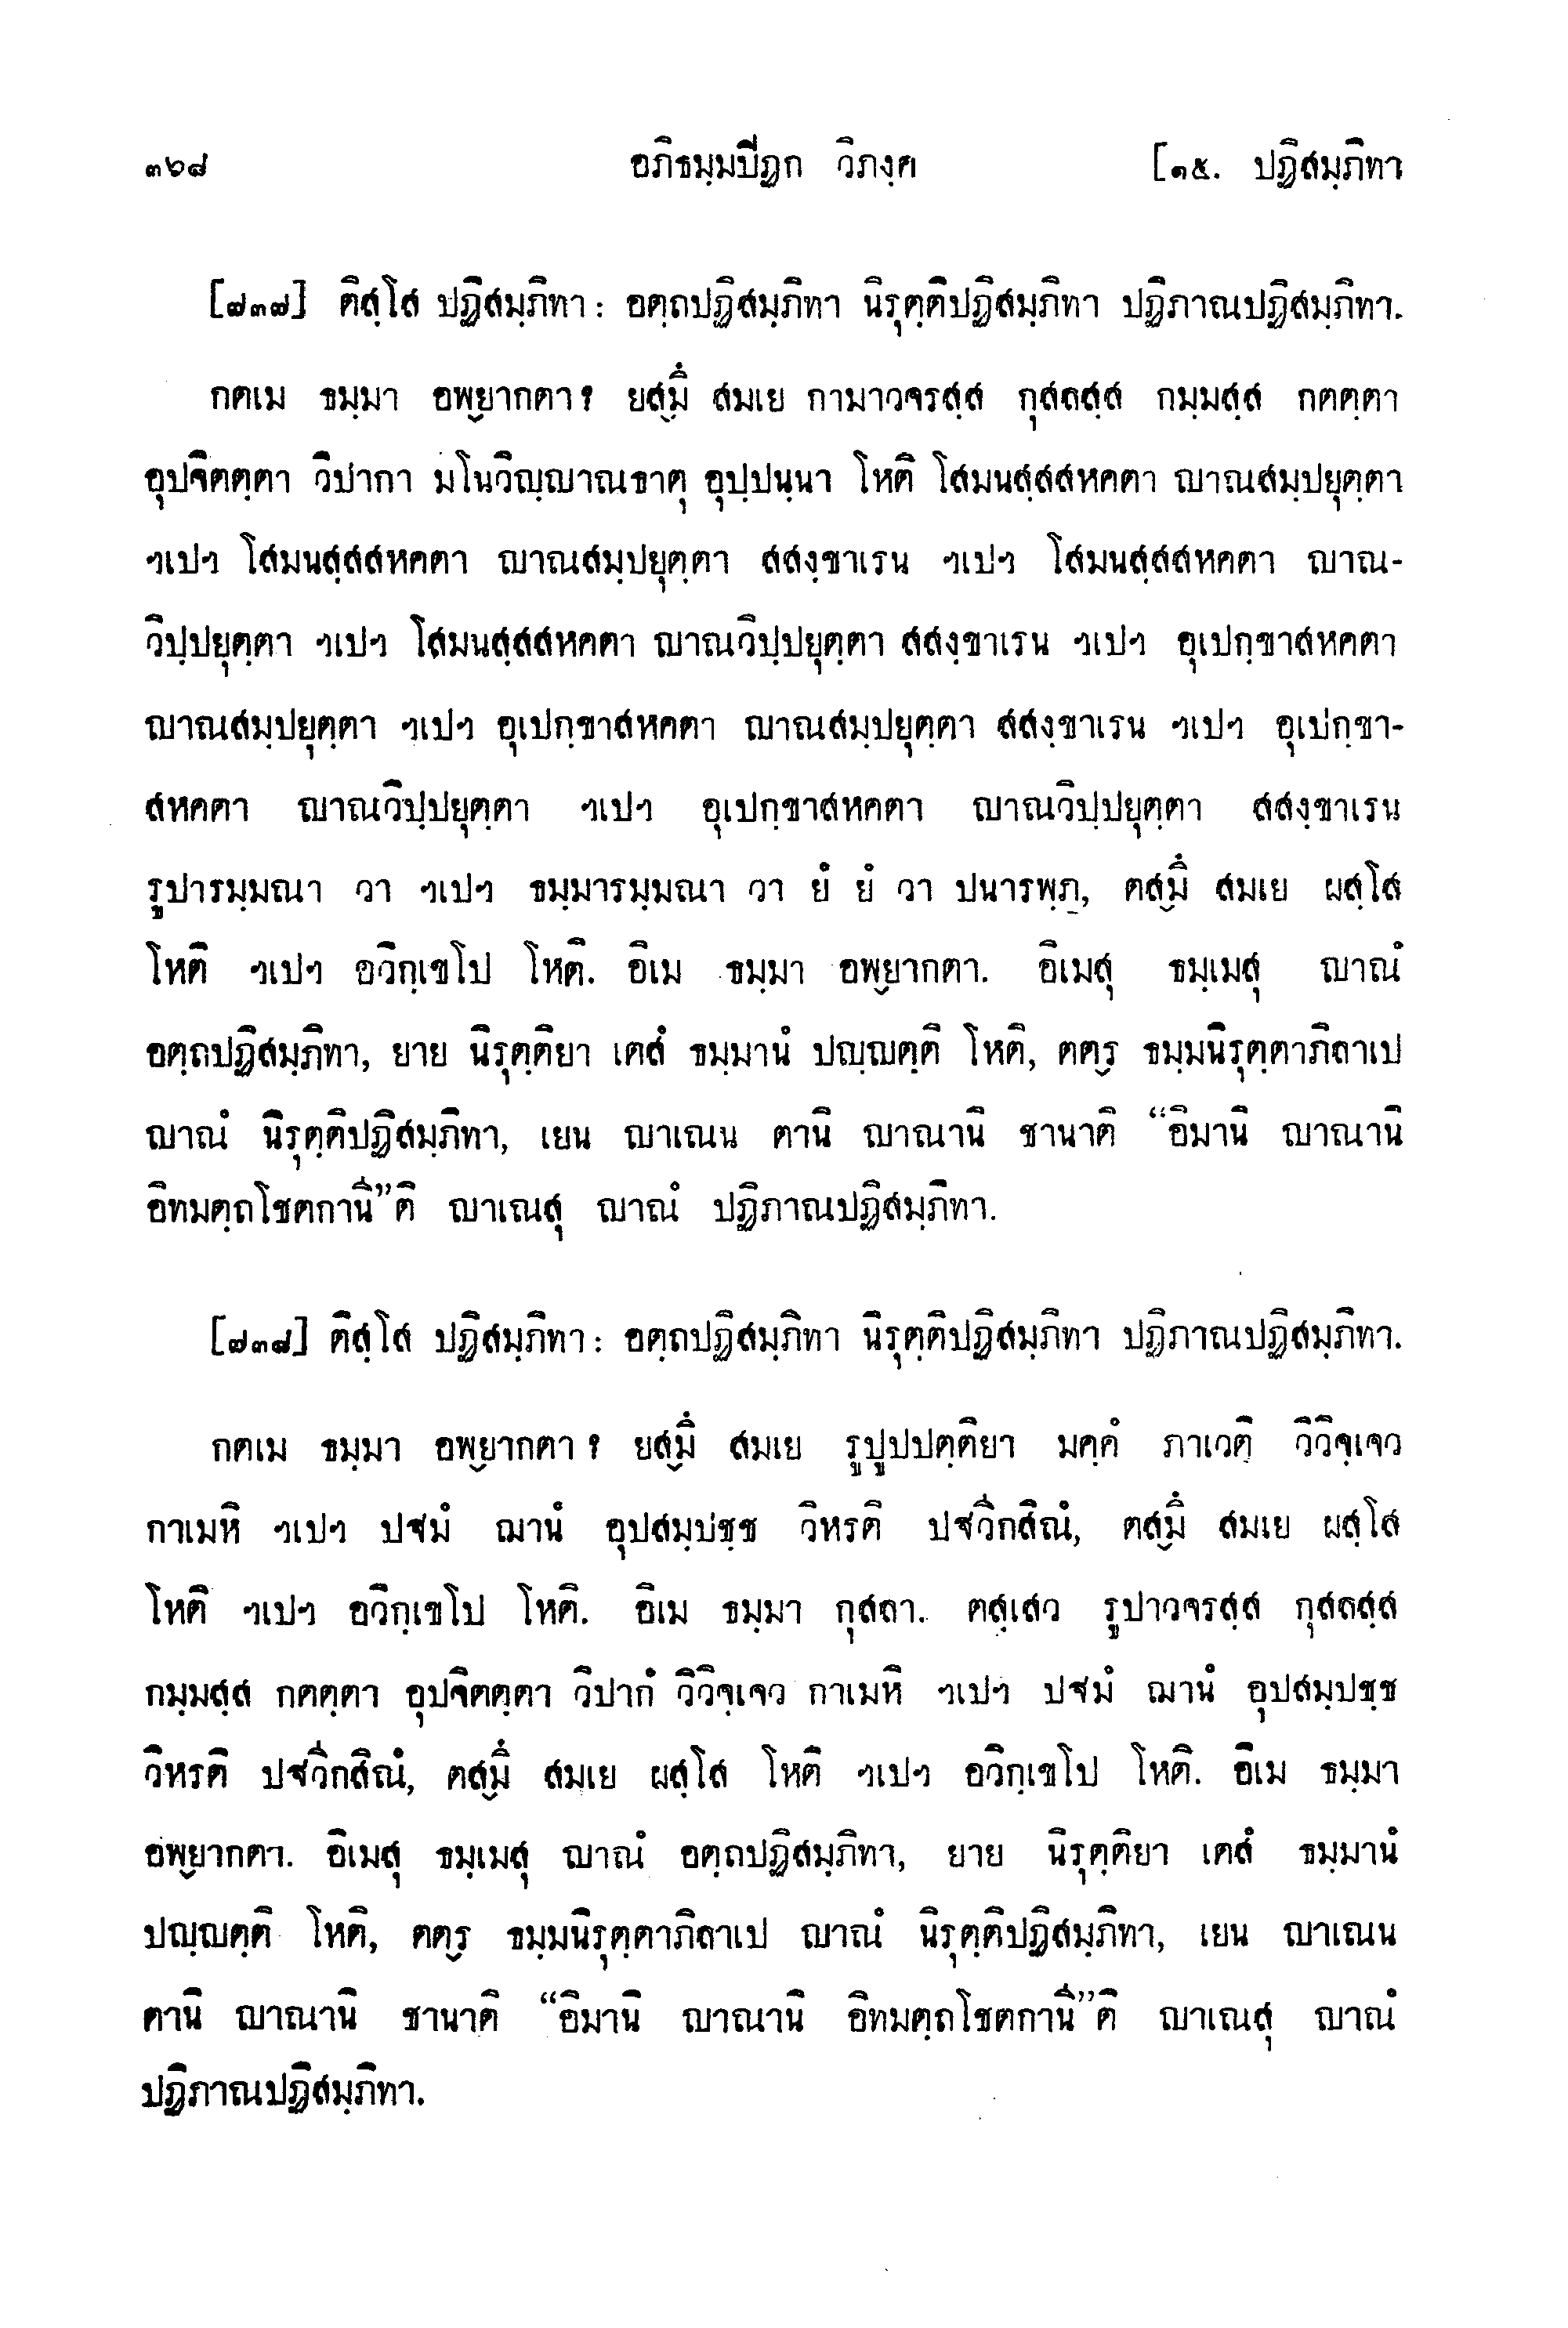 ๓๖๘ อภิธมฺมปิฏก วิภงฺค [๑๕. ปฏิสมฺภิทา
[๗๓๗] ติสฺโส ปฏิสมฺภิทา : อตฺถปฏิสมฺภิทา นิรุตฺติปฏิสมฺภิทา ปฏิภาณปฏิสมฺภิทา.
กตเม ธมฺมา อพฺยากตา ? ยสฺมึ สมเย กามาวจรสฺส กุสลสฺส กมฺมสฺส กตตฺตา
อุปจิตตฺตา วิปากา มโนวิญฺญาณธาตุ อุปฺปนฺนา โหติ โสมนสฺสสหคตา ญาณสมฺปยุตฺตา
ฯเปฯ โสมนสฺสสหคตา ญาณสมฺปยุตฺตา สสงฺขาเรน ฯเปฯ โสมนสฺสสหคตา ญาณ-
วิปฺปยุตฺตา ฯเปฯ โสมนสฺสสหคตา ญาณวิปฺปยุตฺตา สสงฺขาเรน ฯเปฯ อุเปกฺขาสหคตา
ญาณสมฺปยุตฺตา ฯเปฯ อุเปกฺขาสหคตา ญาณสมฺปยุตฺตา สสงฺขาเรน ฯเปฯ อุเปกฺขา-
สหคตา ญาณวิปฺปยุตฺตา ฯเปฯ อุเปกฺขาสหคตา ญาณวิปฺปยุตฺตา สสงฺขาเรน
รูปารมฺมณา วา ฯเปฯ ธมฺมารมฺมณา วา ยํ ยํ วา ปนารพฺภ, ตสฺมึ สมเย ผสฺโส
โหติ ฯเปฯ อวิกฺเขโป โหติ. อิเม ธมฺมา อพฺยากตา. อิเมสุ ธมฺเมสุ ญาณํ
อตฺถปฏิสมฺภิทา, ยาย นิรุตฺติยา เตสํ ธมฺมานํ ปญฺญตฺติ โหติ, ตตฺร ธมฺมนิรุตฺตาภิลาเป
ญาณํ นิรุตฺติปฏิสมฺภิทา, เยน ญาเณน ตานิ ญาณานิ ชานาติ “อิมานิ ญาณานิ
อิทมตฺถโชตกานี”ติ ญาเณสุ ญาณํ ปฏิภาณปฏิสมฺภิทา.
[๗๓๘] ติสฺโส ปฏิสมฺภิทา : อตฺถปฏิสมฺภิทา นิรุตฺติปฏิสมฺภิทา ปฏิภาณปฏิสมฺภิทา.
กตเม ธมฺมา อพฺยากตา ? ยสฺมึ สมเย รูปูปปตฺติยา มคฺคํ ภาเวติ วิวิจฺเจว
กาเมหิ ฯเปฯ ปฐมํ ฌานํ อุปสมฺปชฺช วิหรติ ปฐวีกสิณํ, ตสฺมึ สมเย ผสฺโส
โหติ ฯเปฯ อวิกฺเขโป โหติ. อิเม ธมฺมา กุสลา. ตสฺเสว รูปาวจรสฺส กุสลสฺส
กมฺมสฺส กตตฺตา อุปจิตตฺตา วิปากํ วิวิจฺเจว กาเมหิ ฯเปฯ ปฐมํ ฌานํ อุปสมฺปชฺช
วิหรติ ปฐวีกสิณํ, ตสฺมึ สมเย ผสฺโส โหติ ฯเปฯ อวิกฺเขโป โหติ. อิเม ธมฺมา
อพฺยากตา. อิเมสุ ธมฺเมสุ ญาณํ อตฺถปฏิสมฺภิทา, ยาย นิรุตฺติยา เตสํ ธมฺมานํ
ปญฺญตฺติ โหติ, ตตฺร ธมฺมนิรุตฺตาภิลาเป ญาณํ นิรุตฺติปฏิสมฺภิทา, เยน ญาเณน
ตานิ ญาณานิ ชานาติ “อิมานิ ญาณานิ อิทมตฺถโชตกานี”ติ ญาเณสุ ญาณํ
ปฏิภาณปฏิสมฺภิทา.